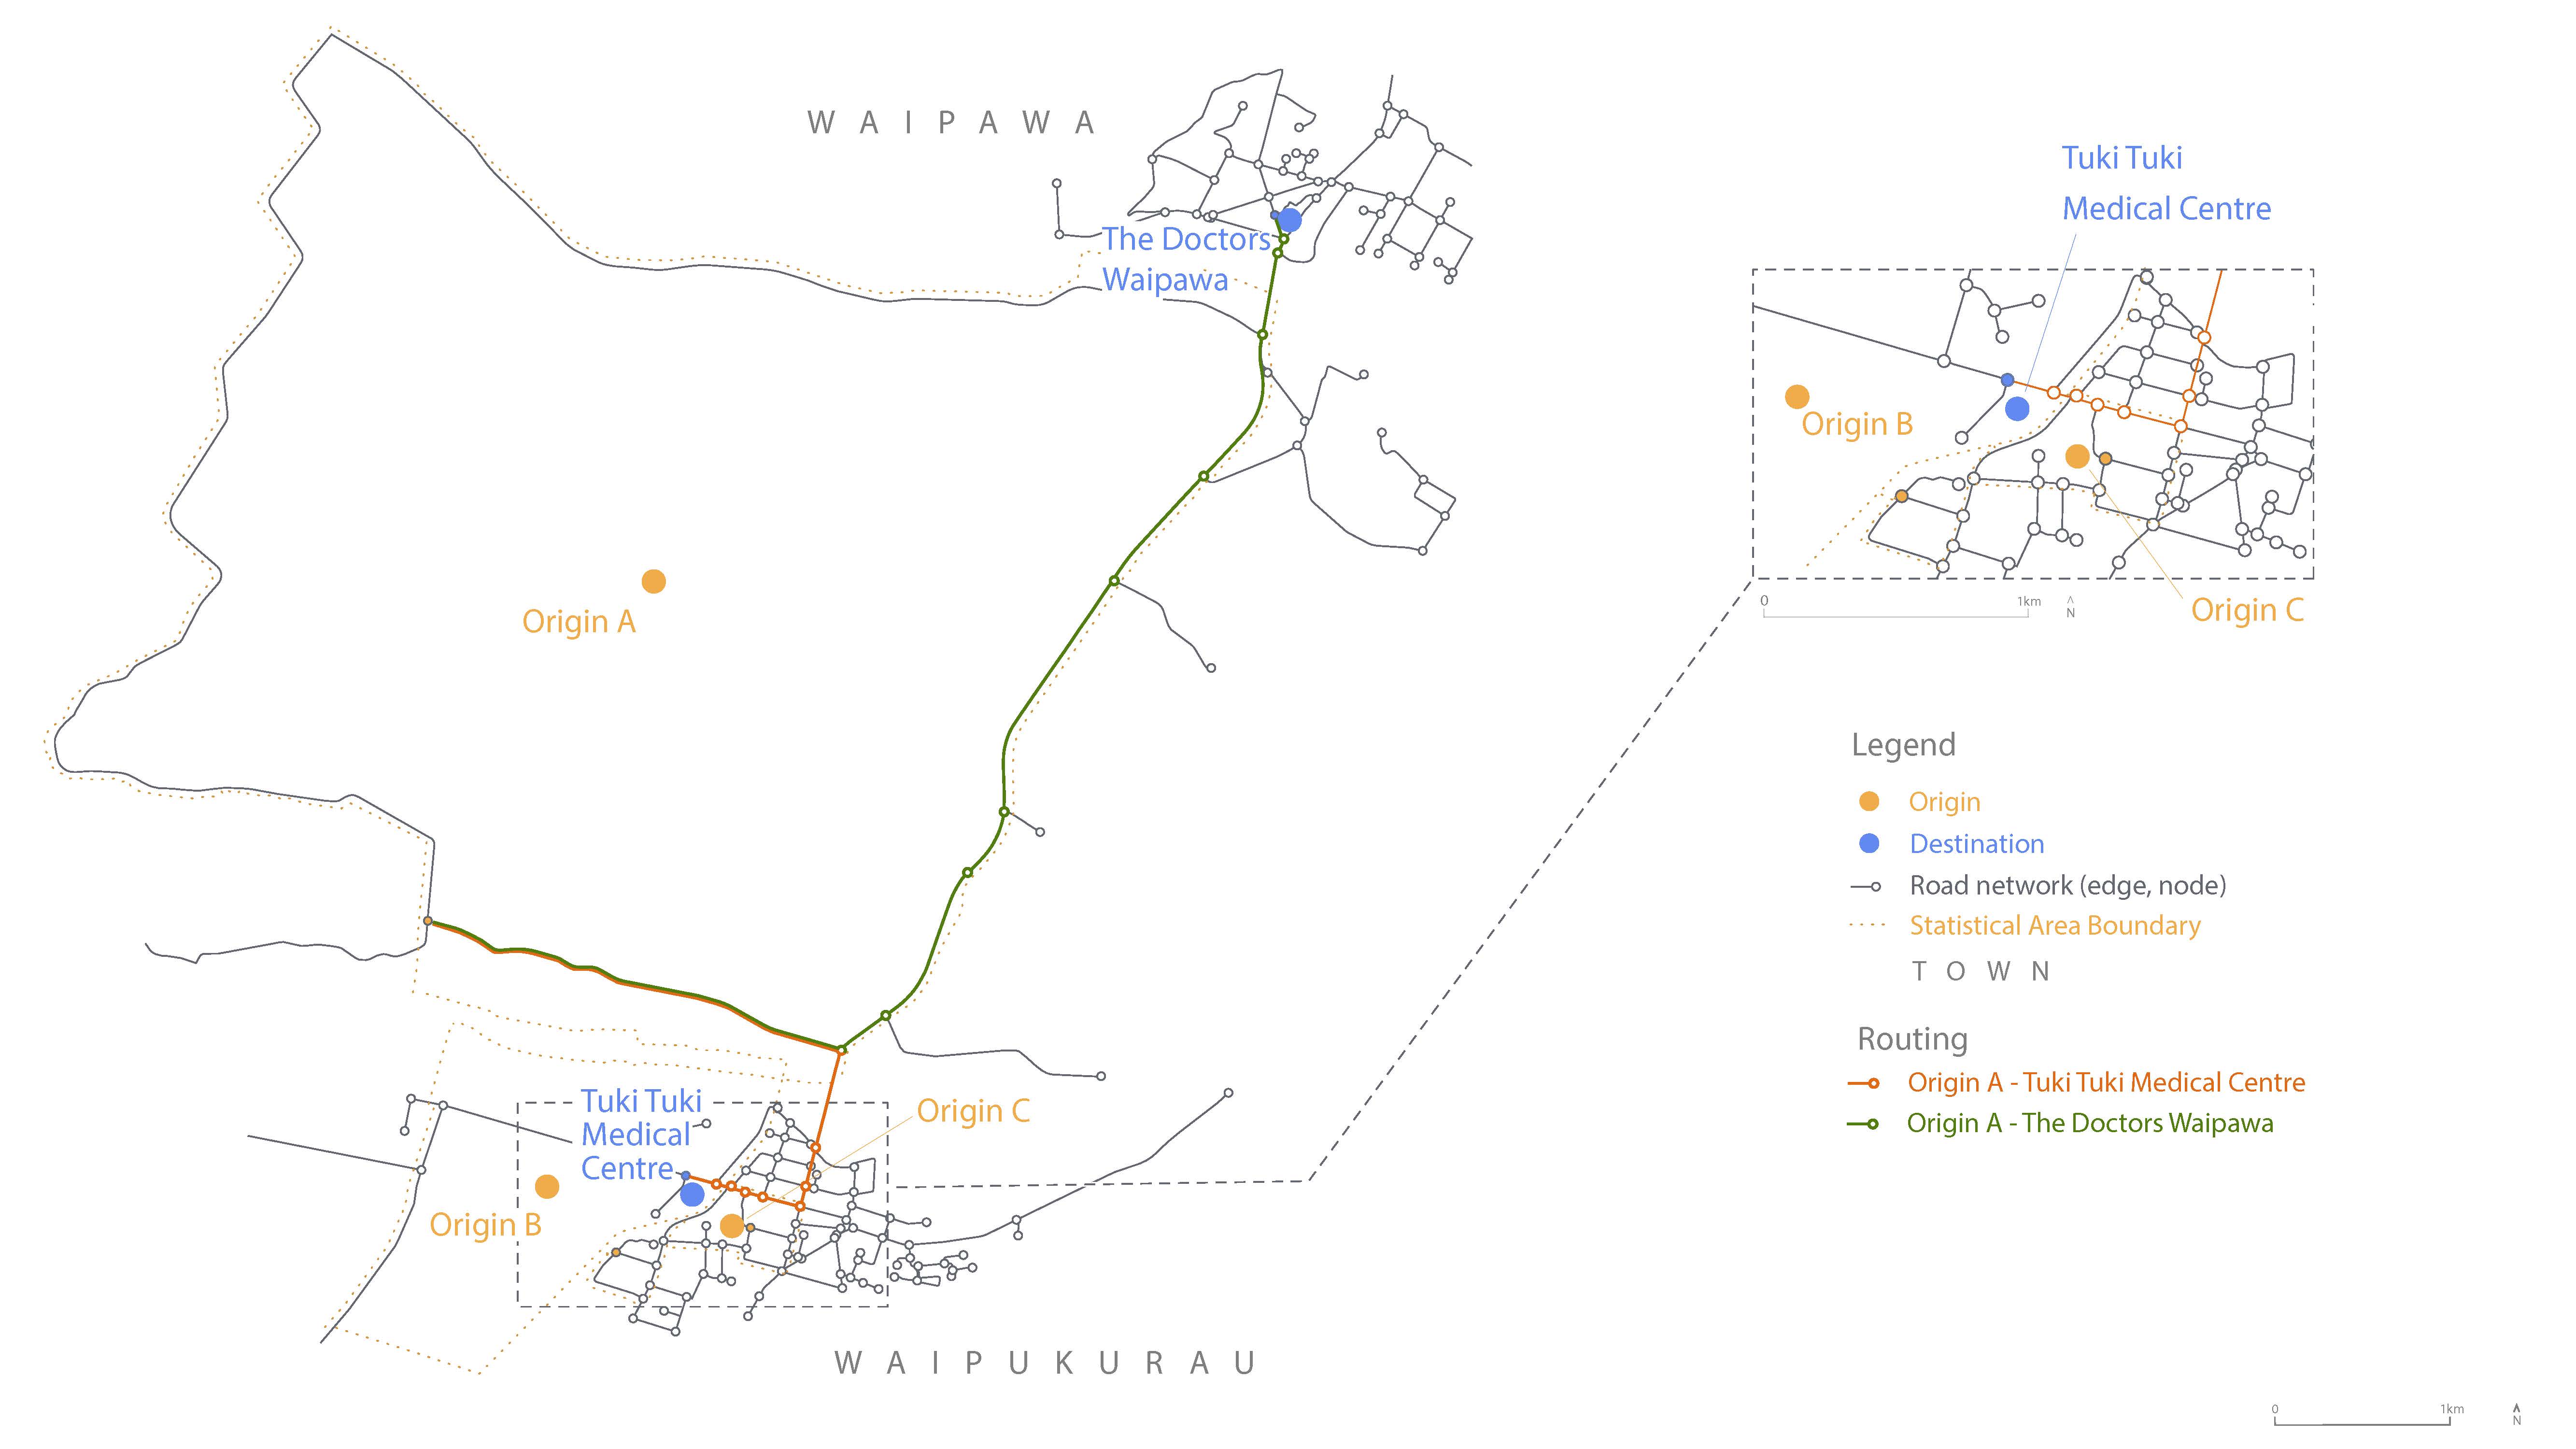 W A I P A W A
The Doctors
Waipawa
Origin A
Tuki Tuki
Medical
Centre
Origin B
Origin C
W A I P U K U R A U
Tuki Tuki
Medical Centre
Origin B
Origin C
0 1km ^
N
Legend
Origin
Destination
Road network (edge, node)
Statistical Area Boundary
T O W N
Routing
Origin A - Tuki Tuki Medical Centre
Origin A - The Doctors Waipawa
0 1km ^
N